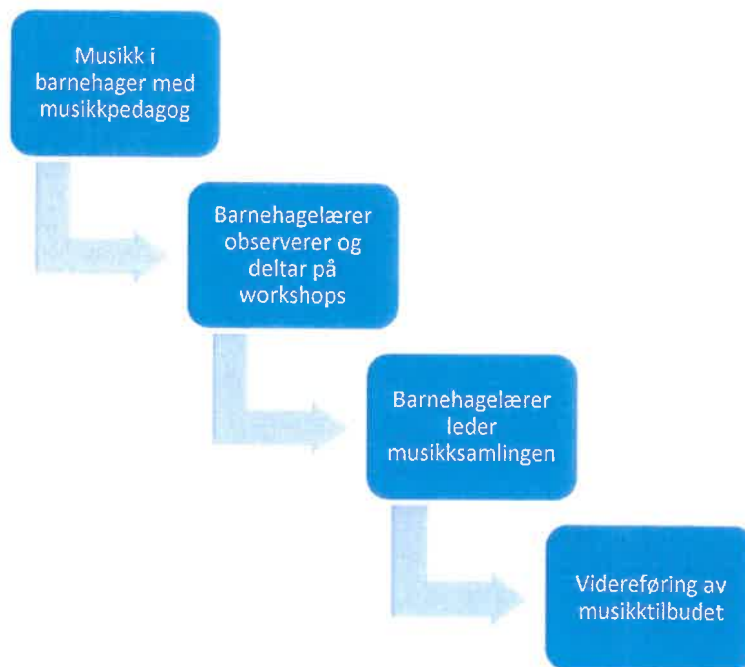 Musikk i
barnehager med
musikkpedagog
Barnehagelærer
observerer og
deltar på
workshops
Barnehagelærer
leder
musikksamlingen
Videreføring av
musikktilbudet